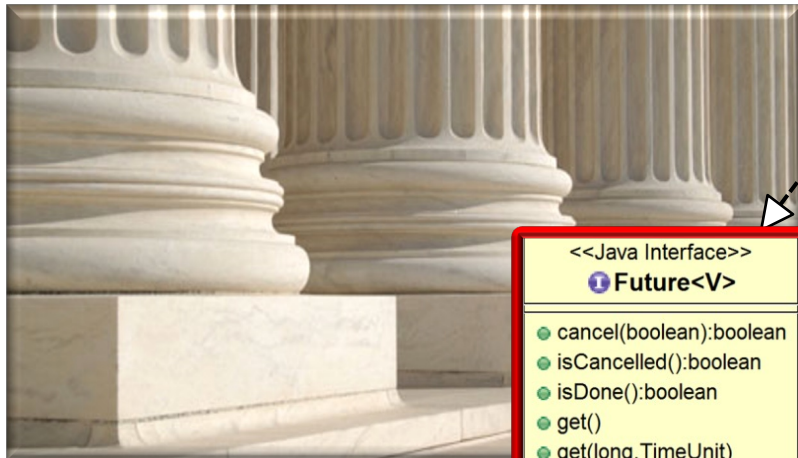 <<Java Interface>>
I Future<V>
cancel(boolean):boolean
isCancelled():boolean
isDone():boolean
get()
get(long,TimeUnit)